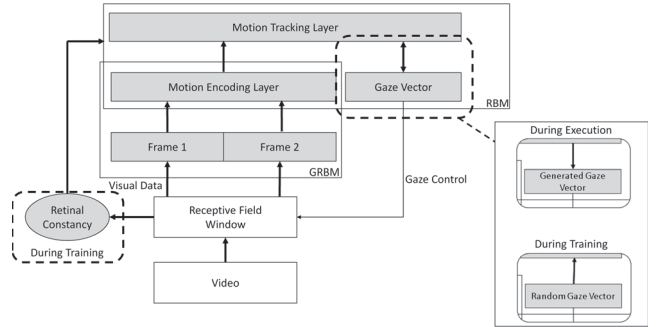 Motion Tracking Layer
Motion Encoding Layer
Gaze Vector
RBM
Frame 1
Frame 2
GRBM
Visual Data
Gaze Control
Retinal
Constancy
During Training
Receptive Field
Window
Video
During Execution
Generated Gaze
Vector
During Training
Random Gaze Vector